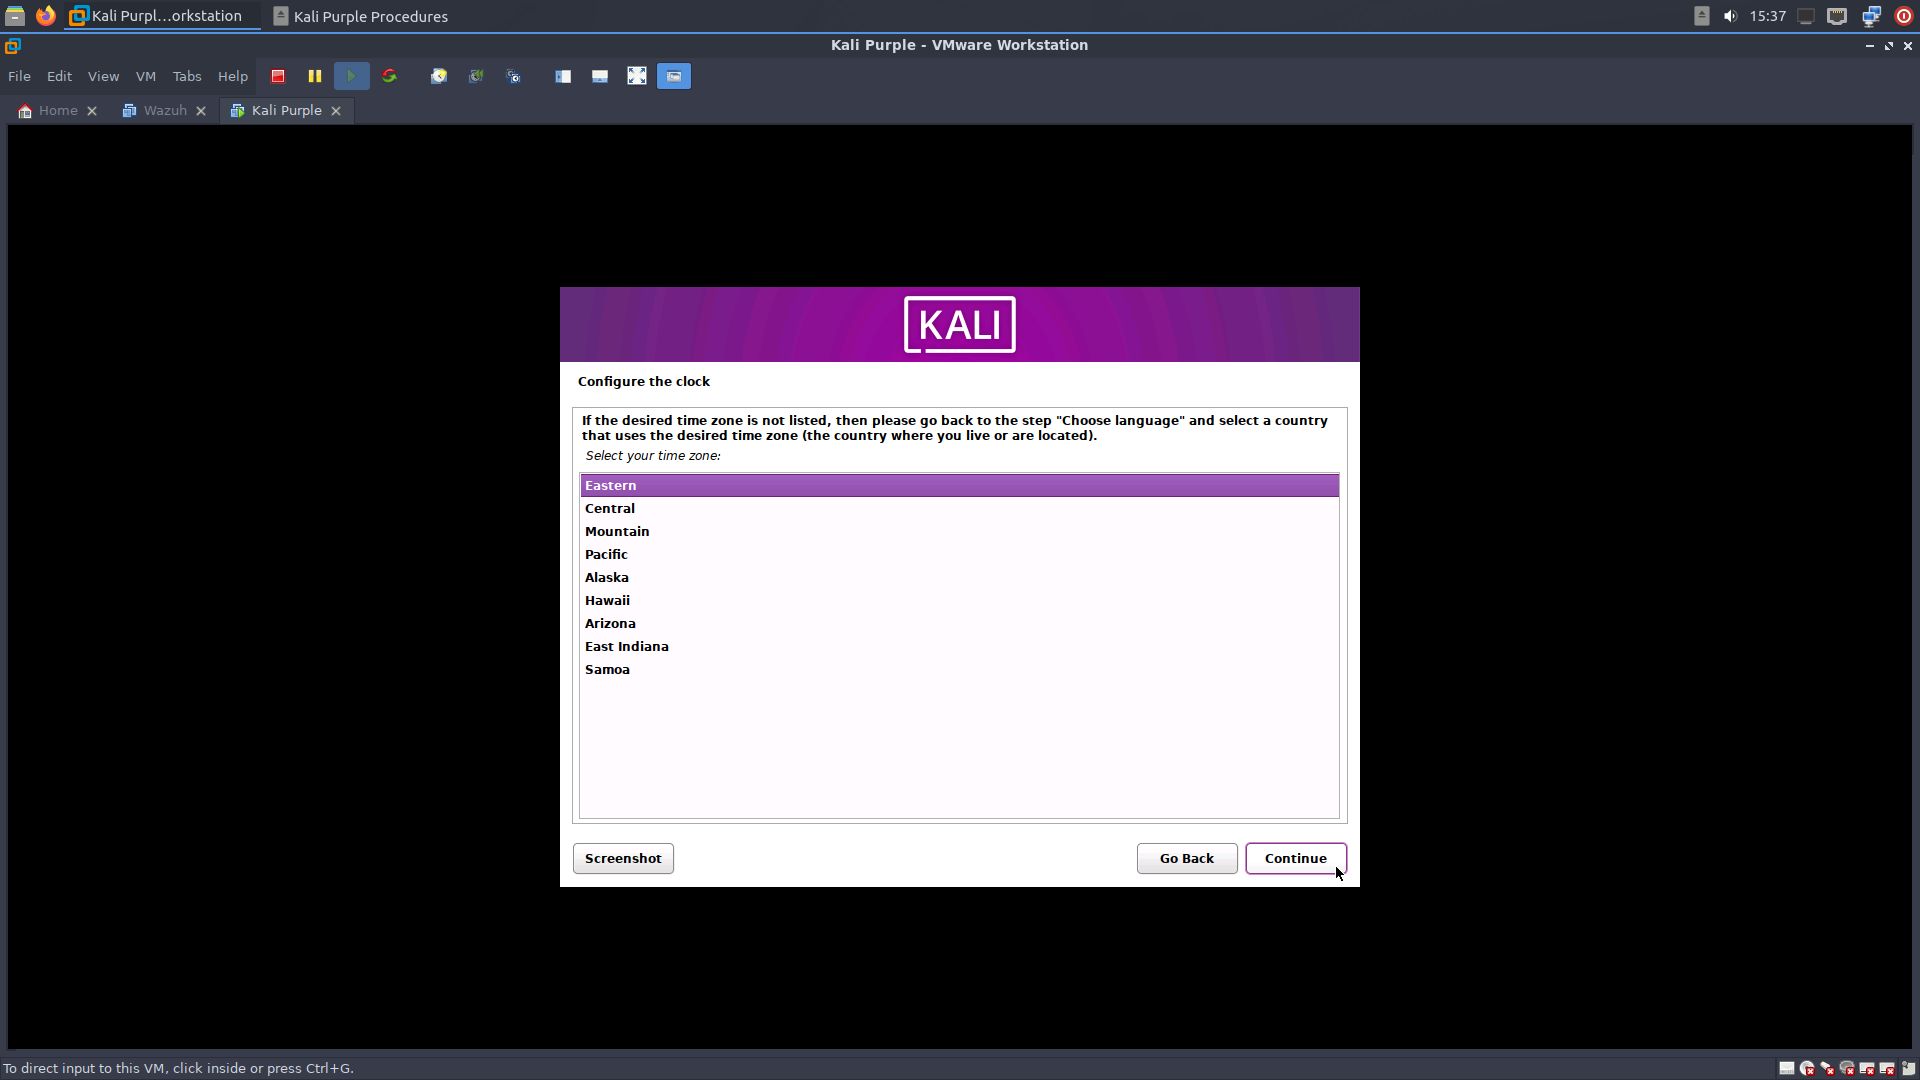 Kali Purpl...orkstation
Kali Purple Procedures
15:37
Kali Purple - VMware Workstation
File Edit View VM Tabs Help
Home
Wazuh
Kali Purple
KALI
Configure the clock
If the desired time zone is not listed, then please go back to the step "Choose language" and select a country
that uses the desired time zone (the country where you live or are located).
Select your time zone:
Eastern
Central
Mountain
Pacific
Alaska
Hawaii
Arizona
East Indiana
Samoa
Screenshot
Go Back
Continue
To direct input to this VM, click inside or press Ctrl+G.